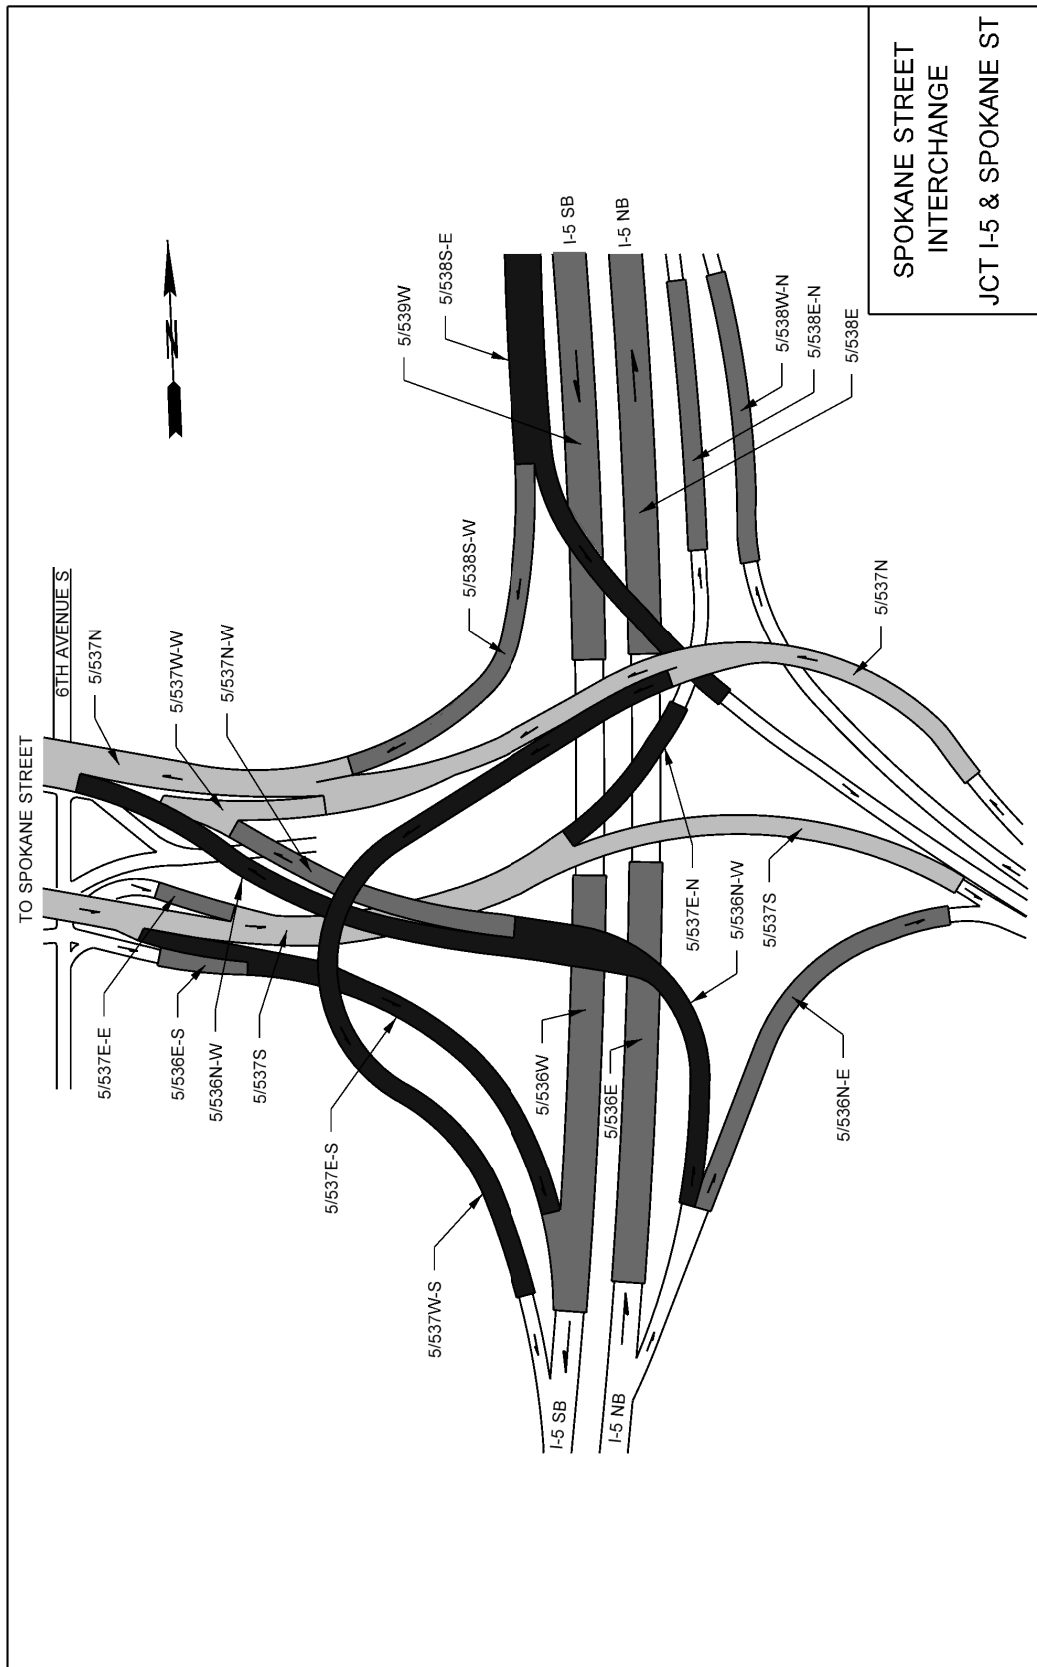 SPOKANE STREET
INTERCHANGE
JCT I-5 & SPOKANE ST
TO SPOKANE STREET
6TH AVENUE S
5/537N
5/537W-W
5/537N-W
5/538S-W
5/539W
5/538S-E
I-5 SB
I-5 NB
N
5/538W-N
5/538E-N
5/538E
5/537N
5/537E-E
5/536E-S
5/536N-W
5/537S
5/537E-S
5/537W-S
5/536W
5/536E
5/537E-N
5/536N-W
5/537S
5/536N-E
I-5 SB
I-5 NB